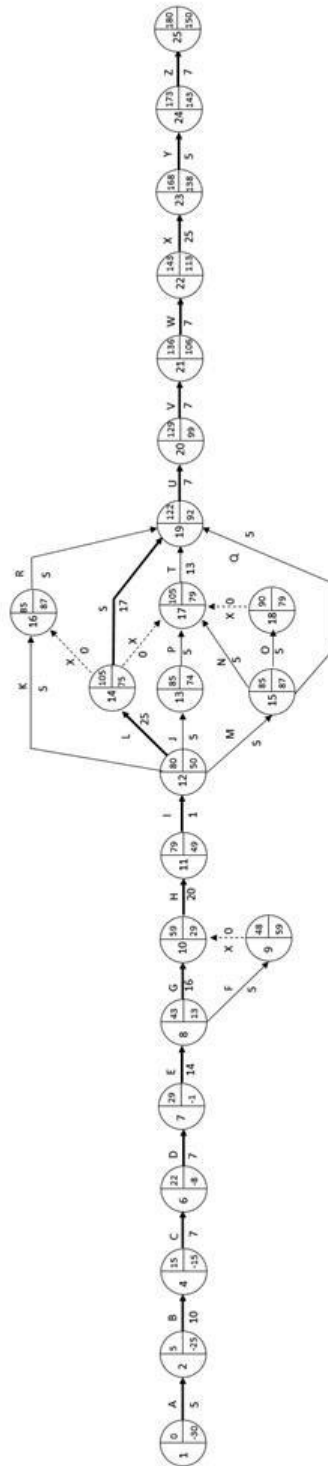 1 0 -30
A
5
2 5 -25
B
10
4 15 -15
C
7
6 22 -8
D
7
7 29 -1
E
14
8 43 13
G
16
F
5
9 48 59
X
0
10 59 29
H
20
11 79 49
I
1
12 80 50
K
5
L
25
J
5
M
5
16 85 87
X
0
14 105 75
X
0
13 85 74
P
5
15 85 87
N
5
O
5
18 90 79
X
0
17 105 79
R
5
S
17
T
13
Q
5
19 122 92
U
7
20 129 99
V
7
21 136 106
W
7
22 143 113
X
25
23 168 138
Y
5
24 173 143
Z
7
25 180 150